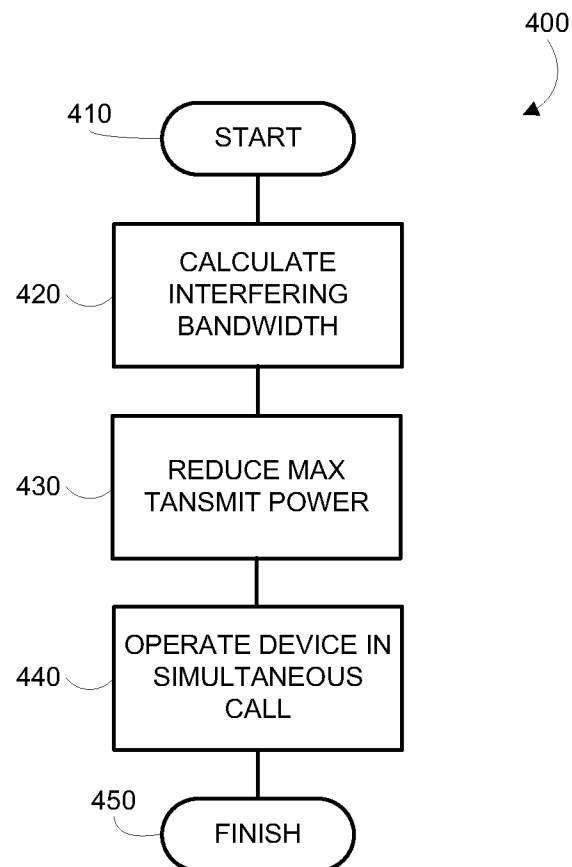 400
410
START
420
CALCULATE
INTERFERING
BANDWIDTH
430
REDUCE MAX
TANSMIT POWER
440
OPERATE DEVICE IN
SIMULTANEOUS
CALL
450
FINISH